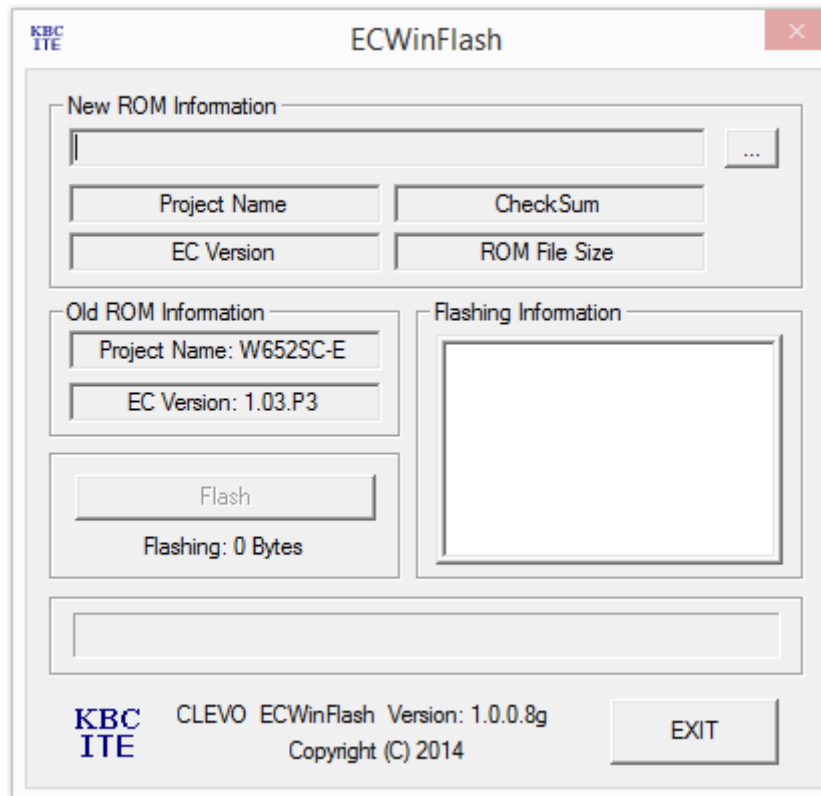 KBC
ITE
ECWinFlash
New ROM Information
...
Project Name
CheckSum
EC Version
ROM File Size
Old ROM Information
Project Name: W652SC-E
EC Version: 1.03.P3
Flashing Information
Flash
Flashing: 0 Bytes
KBC
ITE
CLEVO ECWinFlash Version: 1.0.0.8g
Copyright (C) 2014
EXIT